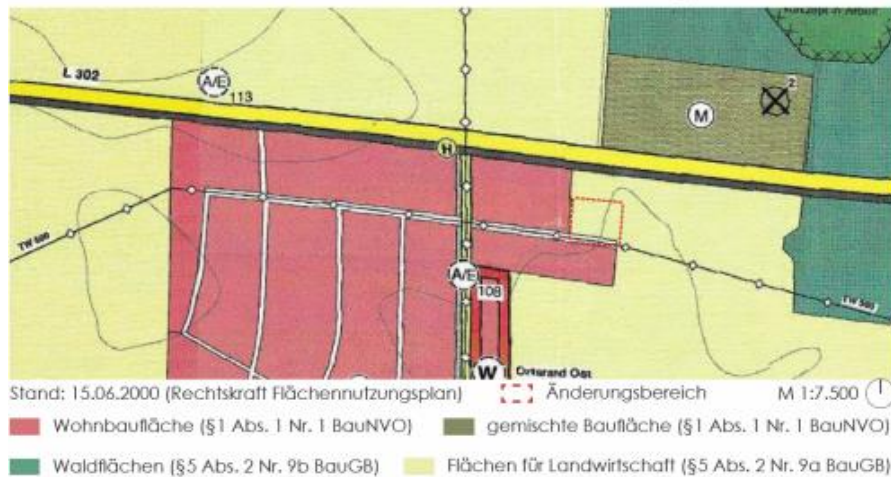 L 302
A/E
113
2
M
H
TW 500
A/E
108
TW 500
W
Ortsrand Ost
Stand: 15.06.2000 (Rechtskraft Flächennutzungsplan)
Änderungsbereich
M 1:7.500
Wohnbaufläche (§1 Abs. 1 Nr. 1 BauNVO)
gemischte Baufläche (§1 Abs. 1 Nr. 1 BauNVO)
Waldflächen (§5 Abs. 2 Nr. 9b BauGB)
Flächen für Landwirtschaft (§5 Abs. 2 Nr. 9a BauGB)